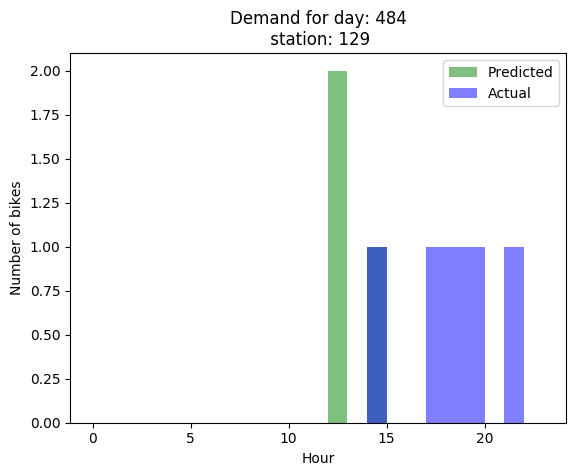 Demand for day: 484
station: 129
Predicted
Actual
2.00
1.75
1.50
1.25
1.00
0.75
0.50
0.25
0.00
Number of bikes
0 5 10 15 20
Hour